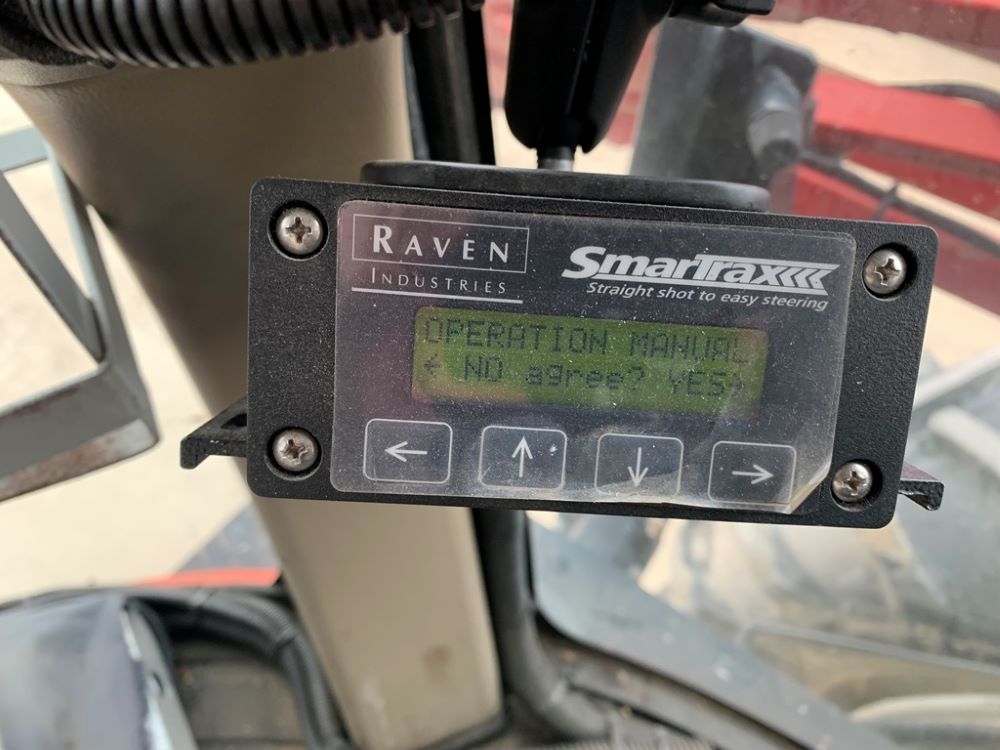 RAVEN
INDUSTRIES
SmarTrax
Straight shot to easy steering
OPERATION MANUAL
← NO agree? YES→
← ↑ ↓ →